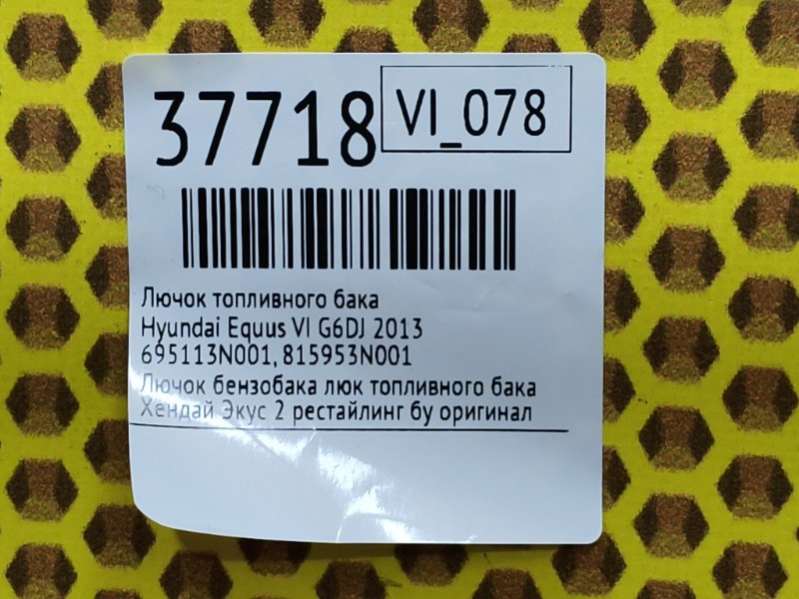 37718
VI_078
Лючок топливного бака
Hyundai Equus VI G6DJ 2013
695113N001, 815953N001
Лючок бензобака люк топливного бака
Хендай Экус 2 рестайлинг бу оригинал